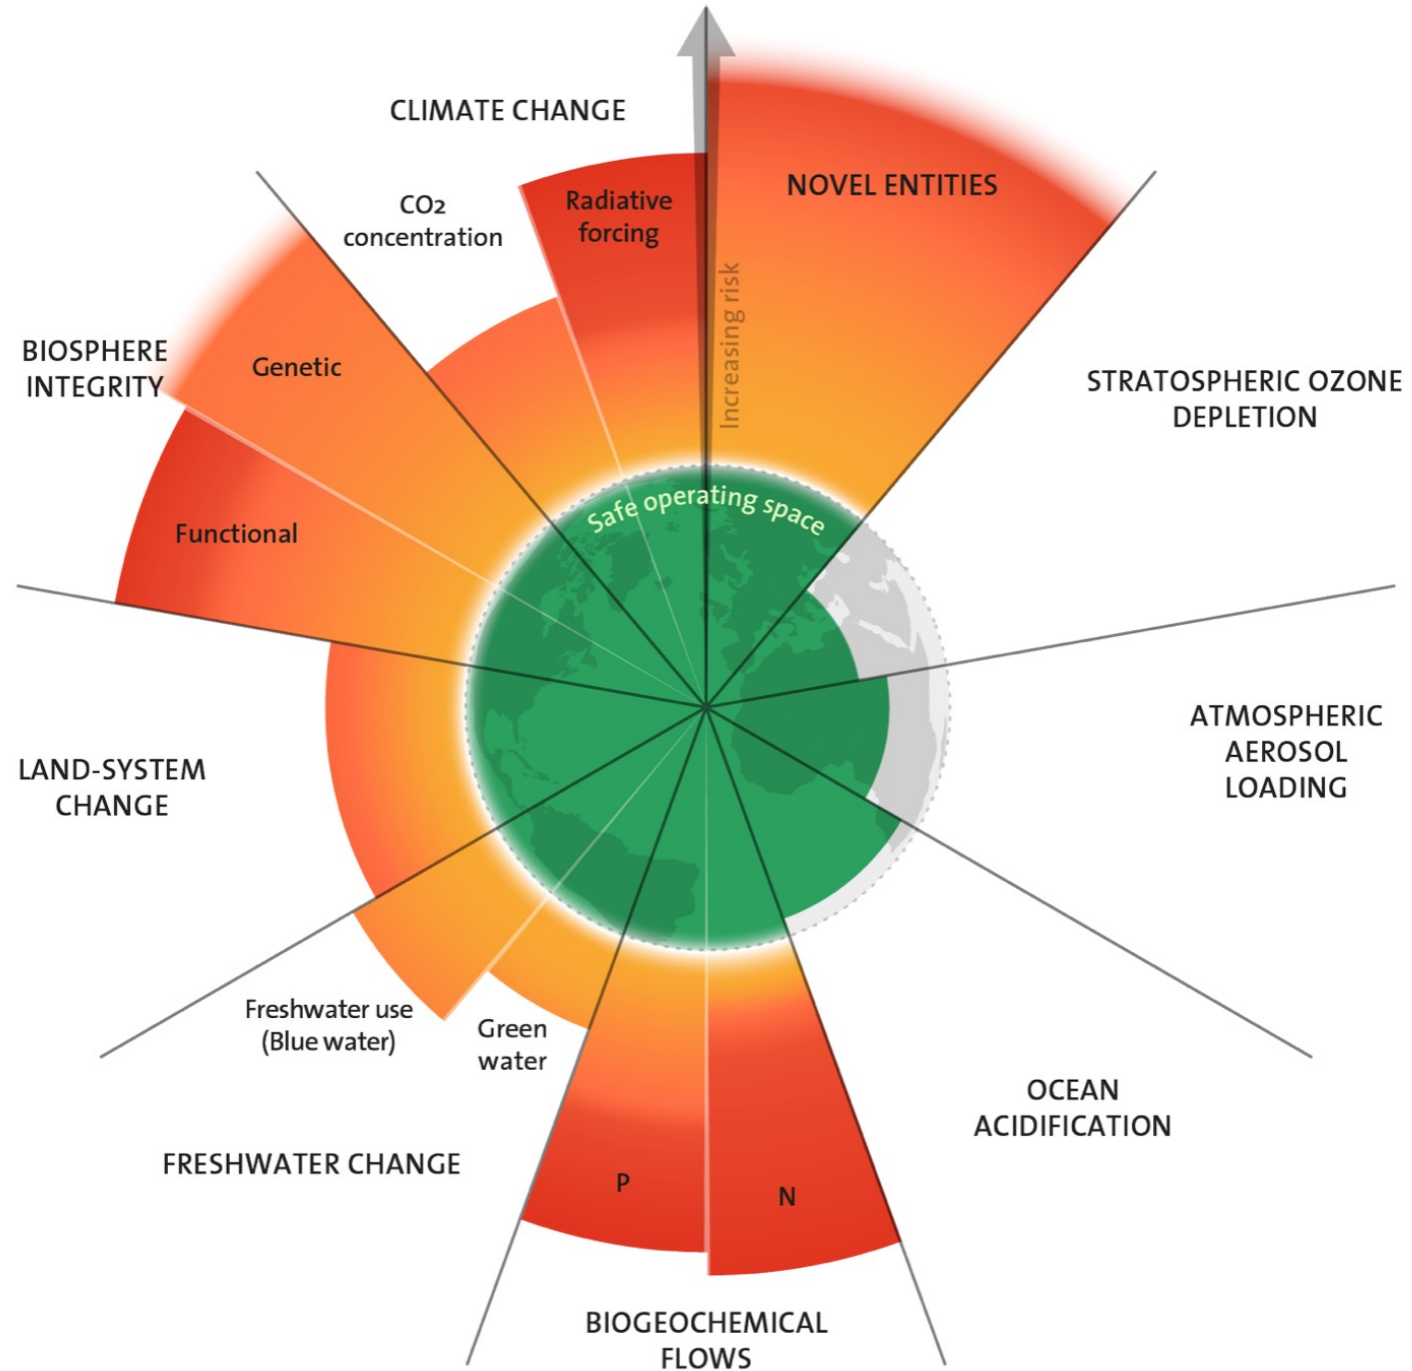 CLIMATE CHANGE
CO2
concentration
Radiative
forcing
NOVEL ENTITIES
Increasing risk
STRATOSPHERIC OZONE
DEPLETION
BIOSPHERE
INTEGRITY
Genetic
Functional
Safe operating space
ATMOSPHERIC
AEROSOL
LOADING
LAND-SYSTEM
CHANGE
Freshwater use
(Blue water)
Green
water
FRESHWATER CHANGE
P
N
OCEAN
ACIDIFICATION
BIOGEOCHEMICAL
FLOWS